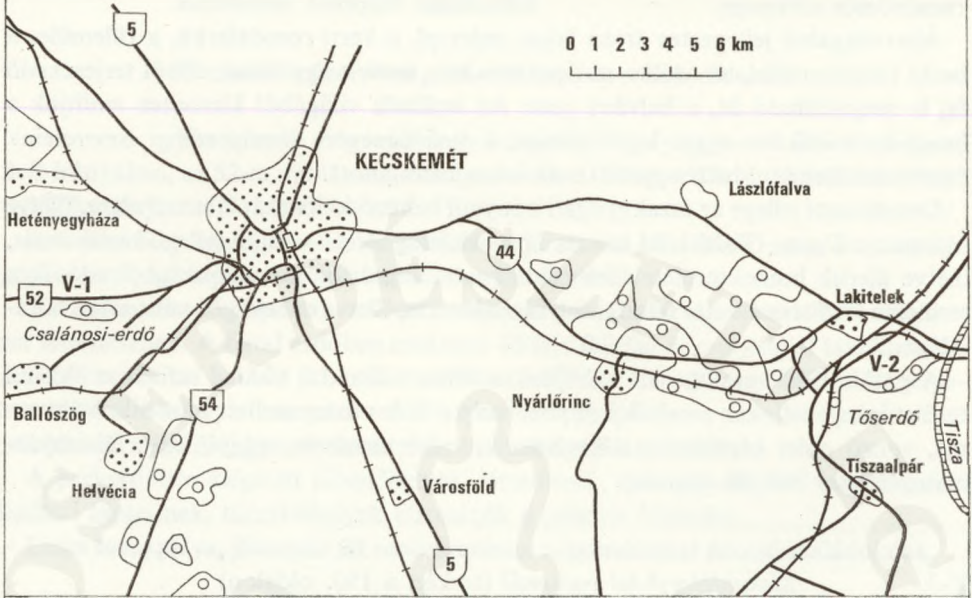 5
0 1 2 3 4 5 6 km
KECSKEMÉT
Lászlófalva
Hetényegyháza
44
52
V-1
Lakitelek
Csalánosi-erdő
V-2
54
Nyárlőrinc
Ballószög
Tőserdő
Tisza
Tiszaalpár
Helvécia
Városföld
5